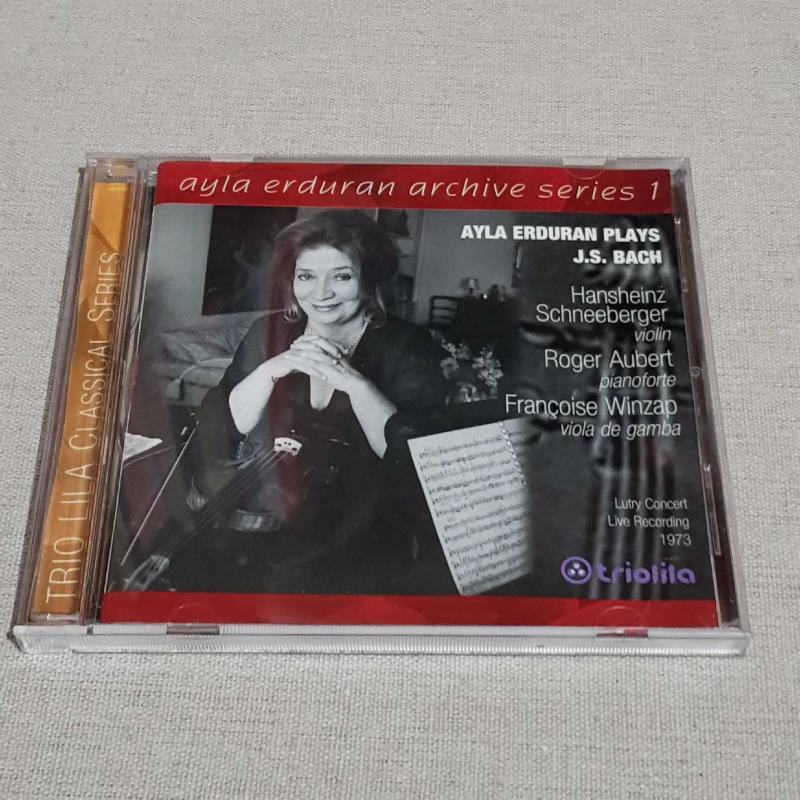 ayla erduran archive series 1
AYLA ERDURAN PLAYS
J.S. BACH
Hansheinz
Schneeberger
violin
Roger Aubert
pianoforte
Françoise Winzap
viola de gamba
Lutry Concert
Live Recording
1973
triolila
TRIO LILA CLASSICAL SERIES